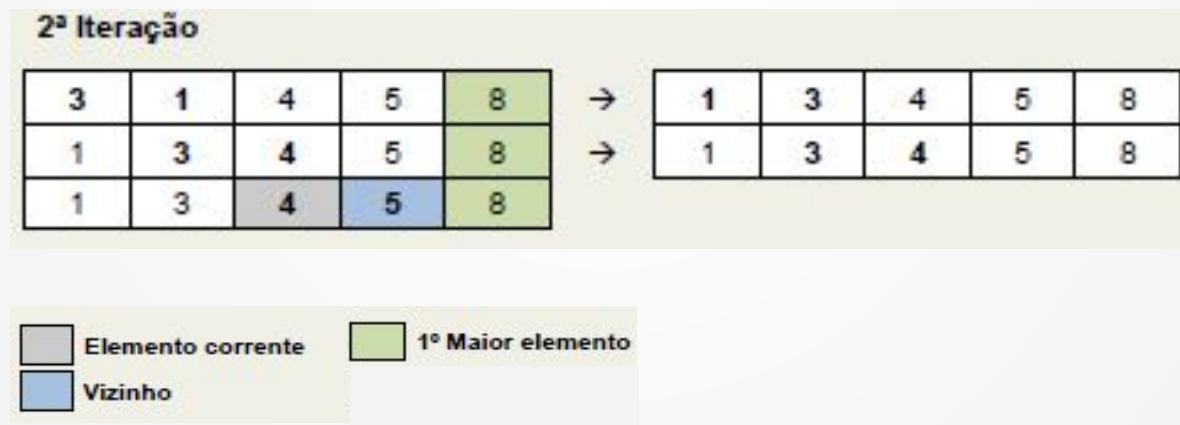 2ª Iteração
3 1 4 5 8 → 1 3 4 5 8
1 3 4 5 8 → 1 3 4 5 8
1 3 4 5 8
Elemento corrente 1º Maior elemento
Vizinho